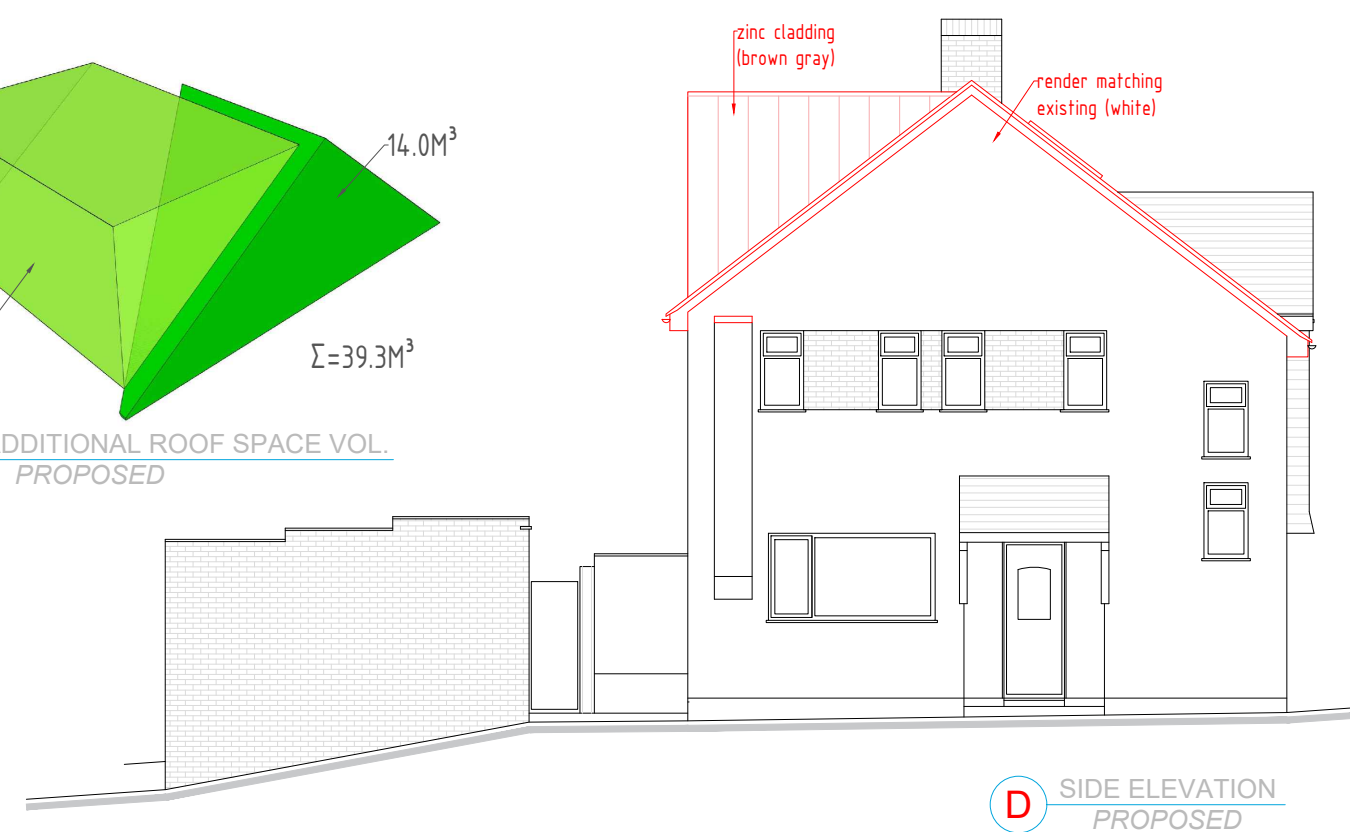 zinc cladding
(brown gray)
render matching
existing (white)
14.0M³
Σ=39.3M³
DDITIONAL ROOF SPACE VOL.
PROPOSED
D
SIDE ELEVATION
PROPOSED